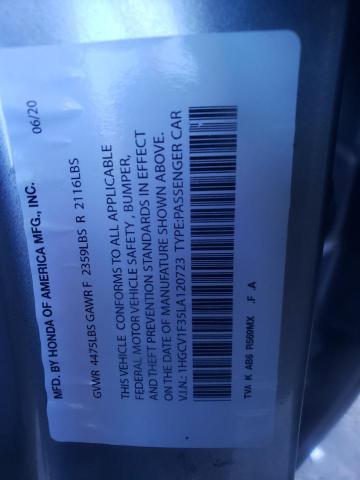 MFD. BY HONDA OF AMERICA MFG., INC.
06/20
GVWR 4475LBS GAWR F 2359LBS R 2116LBS
THIS VEHICLE CONFORMS TO ALL APPLICABLE
FEDERAL MOTOR VEHICLE SAFETY , BUMPER,
AND THEFT PREVENTION STANDARDS IN EFFECT
ON THE DATE OF MANUFACTURE SHOWN ABOVE.
V.I.N.: 1HGCV1F35LA120723 TYPE:PASSENGER CAR
TVA K AB6 R569MX .F .A